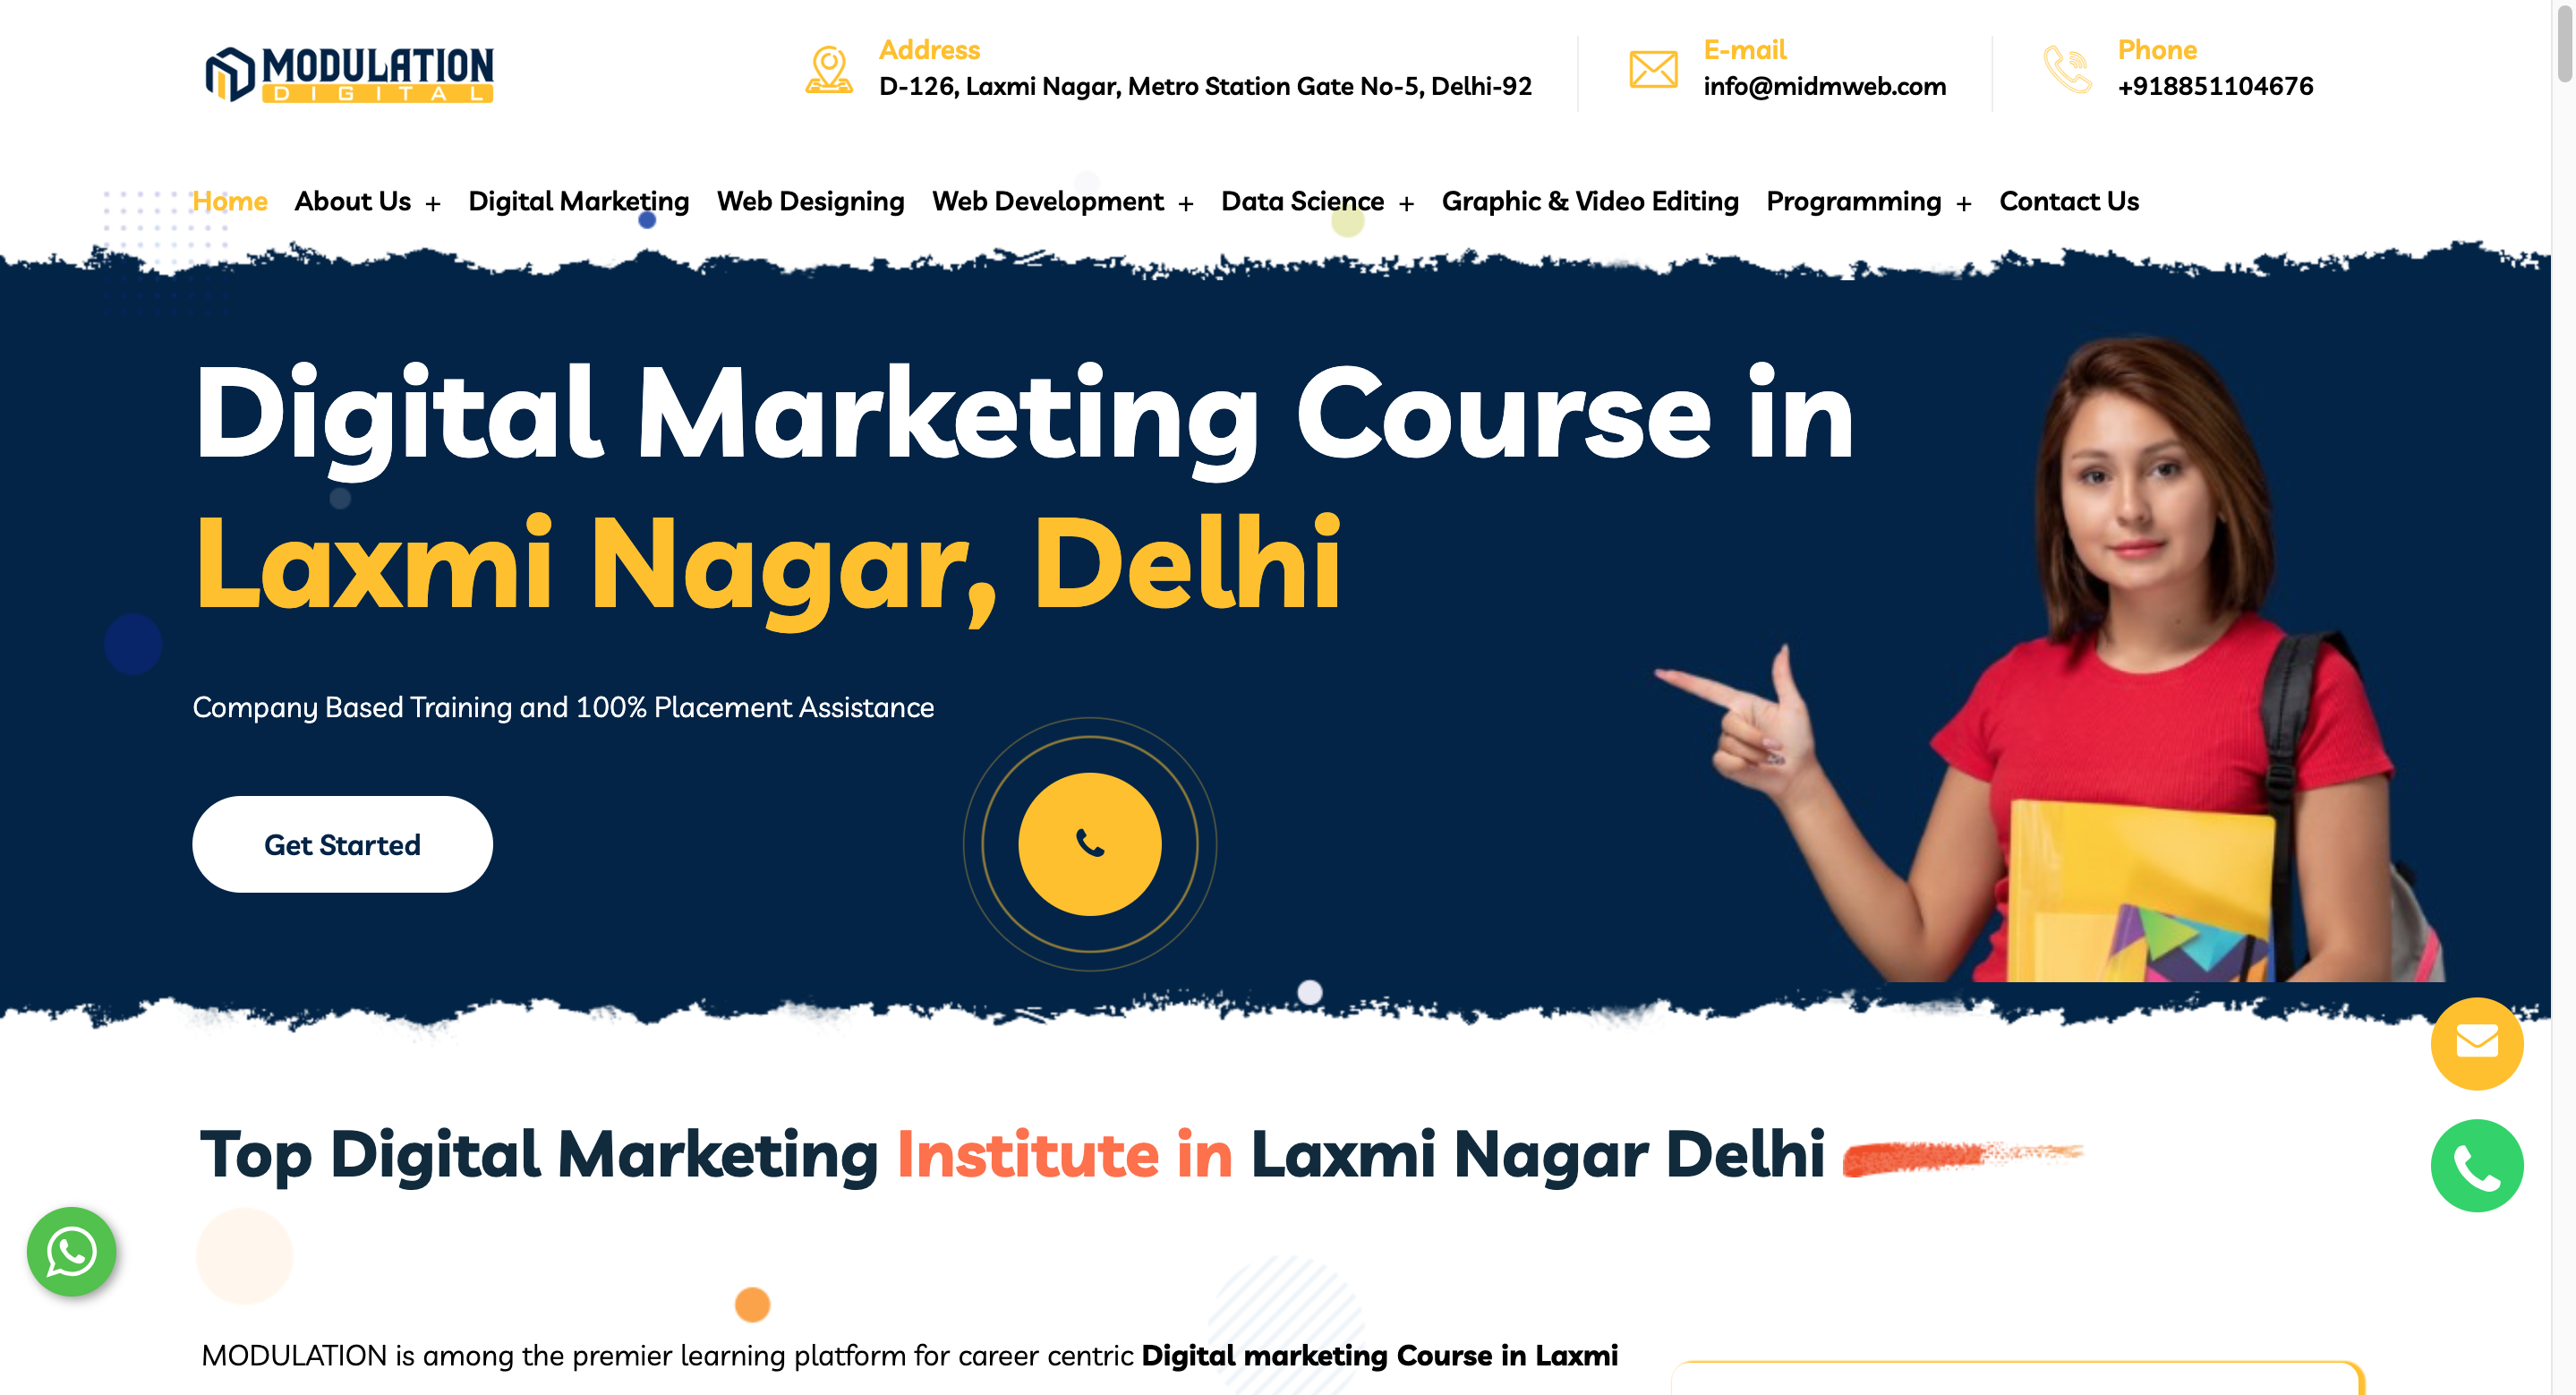 MODULATION
DIGITAL
Address
D-126, Laxmi Nagar, Metro Station Gate No-5, Delhi-92
E-mail
info@midmweb.com
Phone
+918851104676
Home About Us + Digital Marketing Web Designing Web Development + Data Science + Graphic & Video Editing Programming + Contact Us
Digital Marketing Course in
Laxmi Nagar, Delhi
Company Based Training and 100% Placement Assistance
Get Started
Top Digital Marketing Institute in Laxmi Nagar Delhi
MODULATION is among the premier learning platform for career centric Digital marketing Course in Laxmi